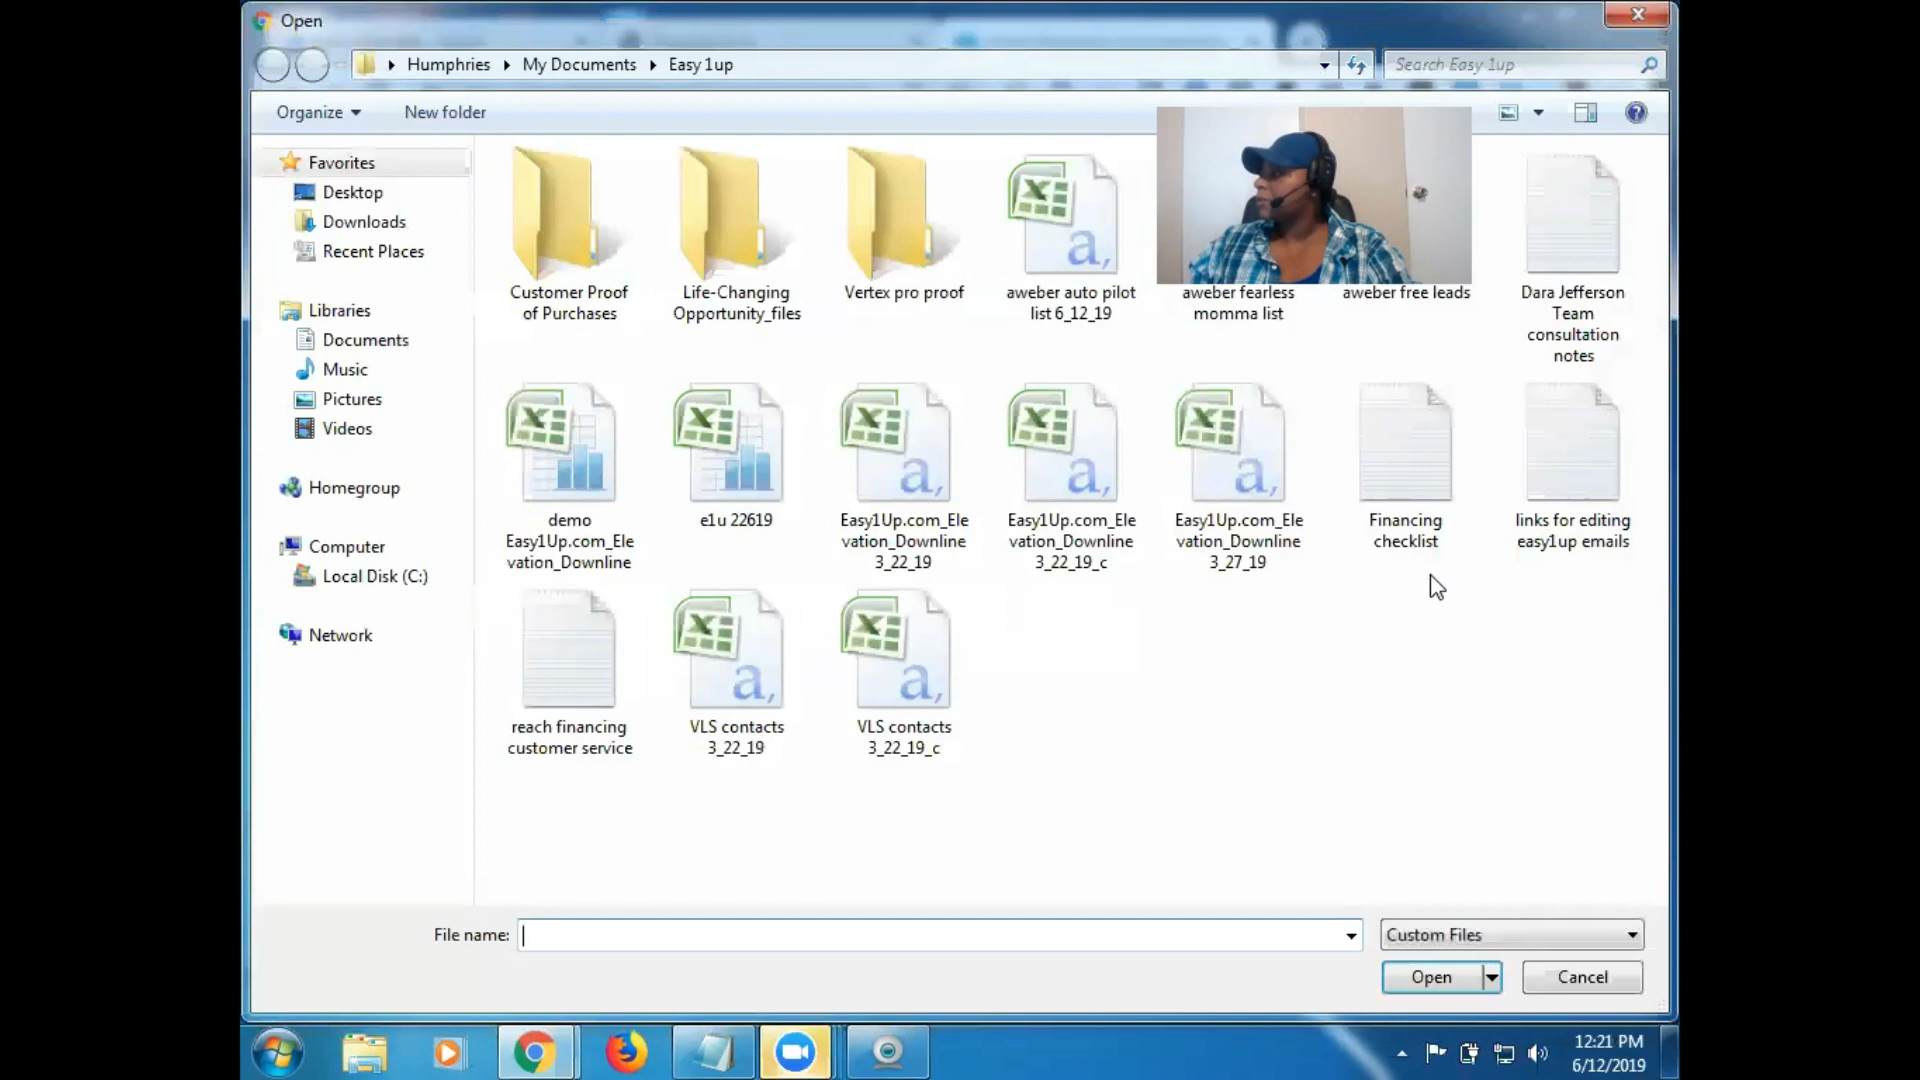 Open
Humphries
My Documents
Easy 1up
Search Easy 1up
Organize
New folder
Favorites
Desktop
Downloads
Recent Places
Libraries
Documents
Music
Pictures
Videos
Homegroup
Computer
Local Disk (C:)
Network
Customer Proof
of Purchases
Life-Changing
Opportunity_files
Vertex pro proof
aweber auto pilot
list 6_12_19
aweber fearless
momma list
aweber free leads
Dara Jefferson
Team
consultation
notes
demo
Easy1Up.com_Ele
vation_Downline
e1u 22619
Easy1Up.com_Ele
vation_Downline
3_22_19
Easy1Up.com_Ele
vation_Downline
3_22_19_c
Easy1Up.com_Ele
vation_Downline
3_27_19
Financing
checklist
links for editing
easy1up emails
reach financing
customer service
VLS contacts
3_22_19
VLS contacts
3_22_19_c
File name:
Custom Files
Open
Cancel
12:21 PM
6/12/2019